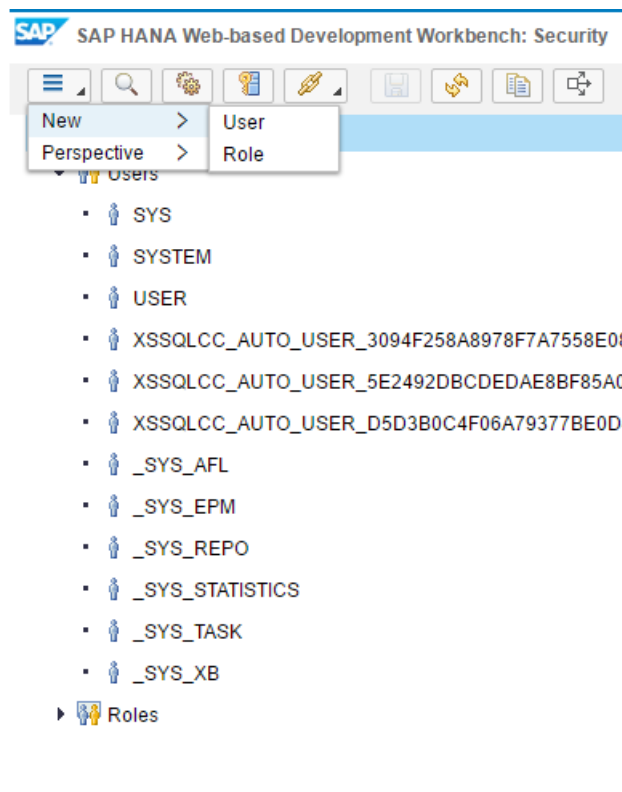 SAP SAP HANA Web-based Development Workbench: Security
New > User
Perspective > Role
Users
SYS
SYSTEM
USER
XSSQLCC_AUTO_USER_3094F258A8978F7A7558E08
XSSQLCC_AUTO_USER_5E2492DBCDEDAE8BF85A0
XSSQLCC_AUTO_USER_D5D3B0C4F06A79377BE0D
_SYS_AFL
_SYS_EPM
_SYS_REPO
_SYS_STATISTICS
_SYS_TASK
_SYS_XB
Roles